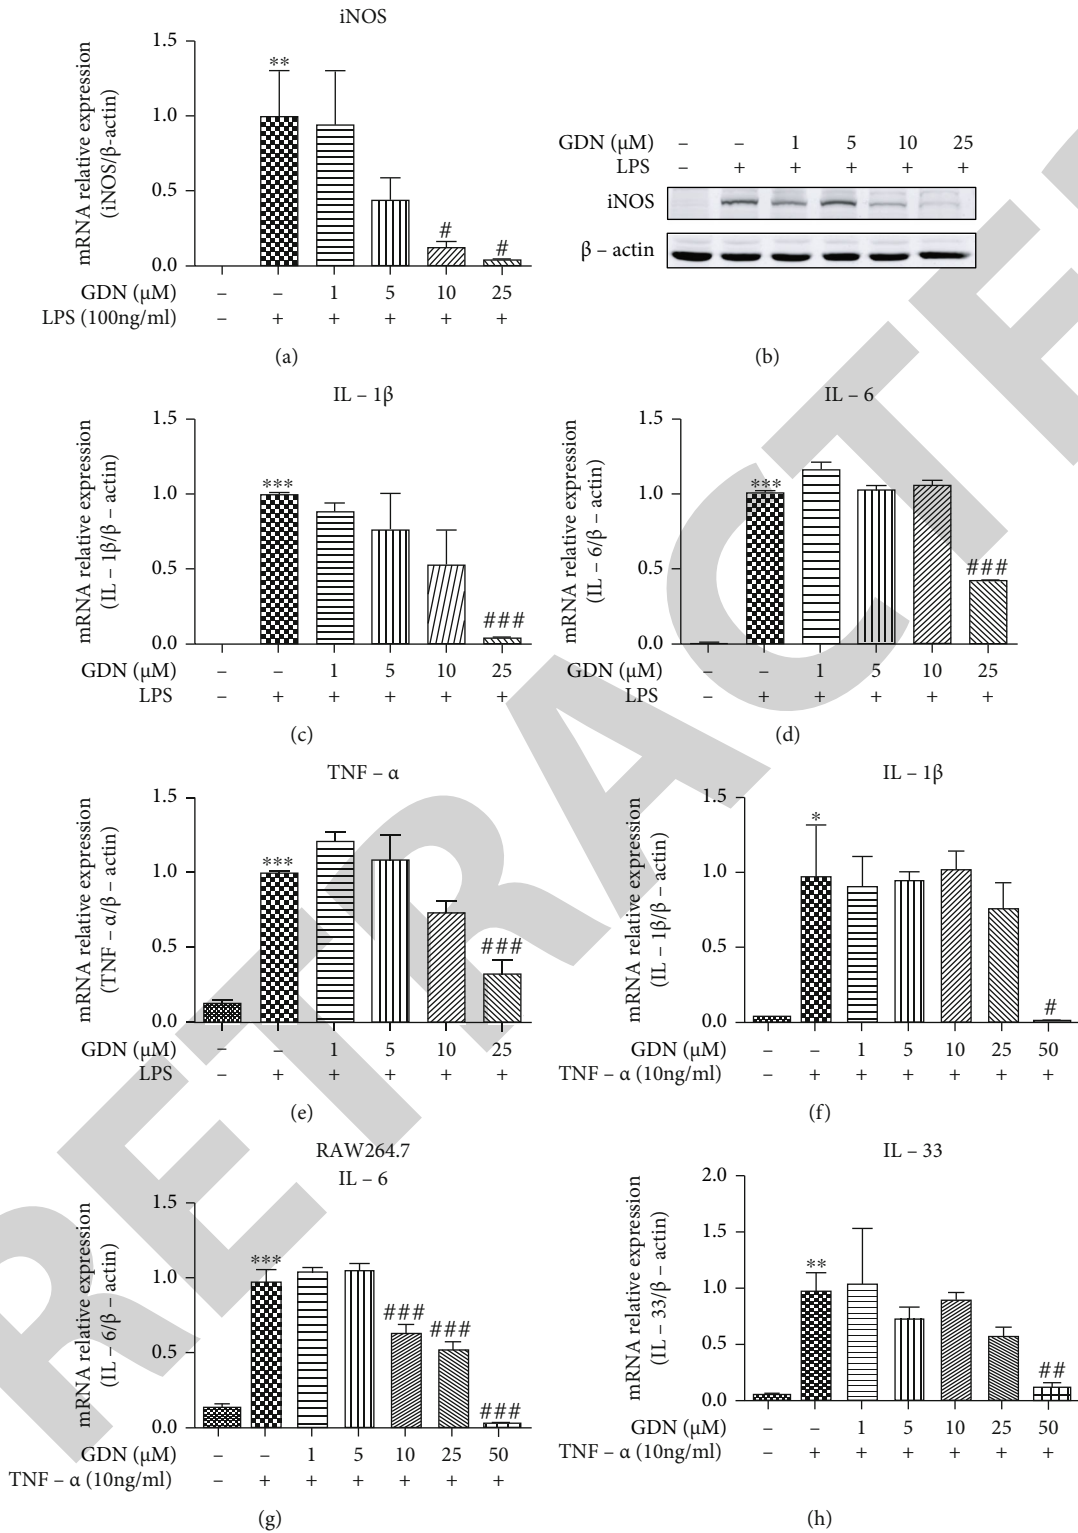 iNOS
mRNA relative expression
(iNOS/β-actin)
1.5
1.0
0.5
0.0
**
#
#
GDN (μM) – – 1 5 10 25
LPS (100ng/ml) – + + + + +
(a)
GDN (μM) – – 1 5 10 25
LPS – + + + + +
iNOS
β – actin
(b)
IL – 1β
mRNA relative expression
(IL – 1β/β – actin)
1.5
1.0
0.5
0.0
***
###
GDN (μM) – – 1 5 10 25
LPS – + + + + +
(c)
IL – 6
mRNA relative expression
(IL – 6/β – actin)
1.5
1.0
0.5
0.0
***
###
GDN (μM) – – 1 5 10 25
LPS – + + + + +
(d)
TNF – α
mRNA relative expression
(TNF – α/β – actin)
1.5
1.0
0.5
0.0
***
###
GDN (μM) – – 1 5 10 25
LPS – + + + + +
(e)
IL – 1β
mRNA relative expression
(IL – 1β/β – actin)
1.5
1.0
0.5
0.0
*
#
GDN (μM) – – 1 5 10 25 50
TNF – α (10ng/ml) – + + + + + +
(f)
RAW264.7
IL – 6
mRNA relative expression
(IL – 6/β – actin)
1.5
1.0
0.5
0.0
***
###
###
###
GDN (μM) – – 1 5 10 25 50
TNF – α (10ng/ml) – + + + + + +
(g)
IL – 33
mRNA relative expression
(IL – 33/β – actin)
2.0
1.5
1.0
0.5
0.0
**
##
GDN (μM) – – 1 5 10 25 50
TNF – α (10ng/ml) – + + + + + +
(h)
RETRACTE